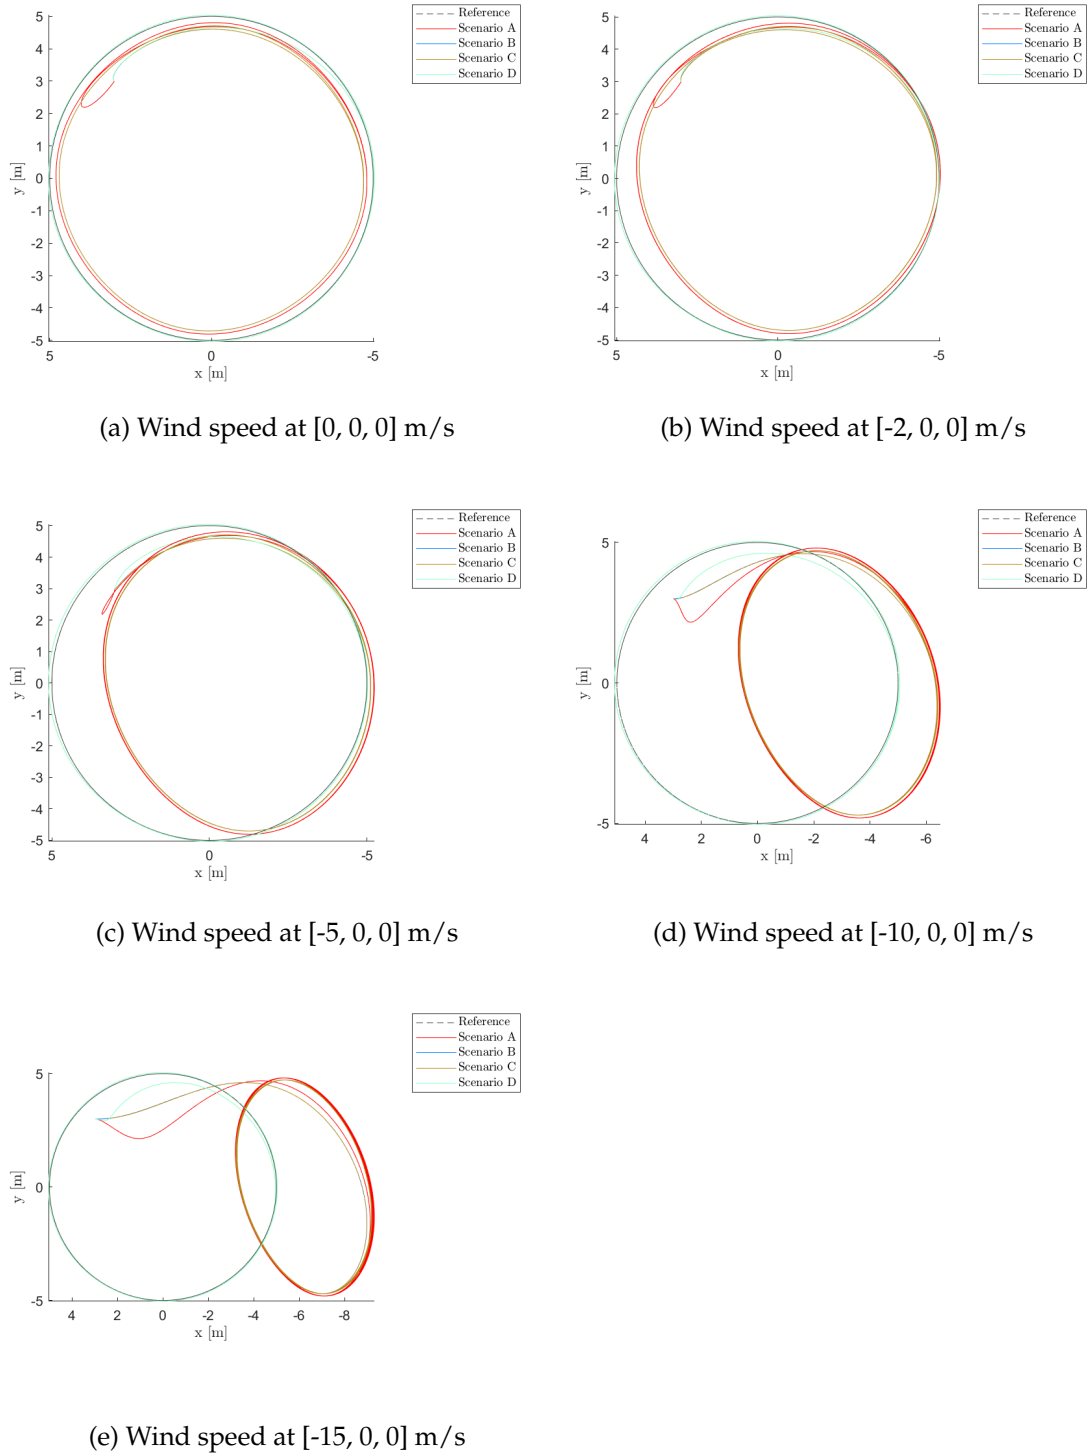 5
4
3
2
1
0
-1
-2
-3
-4
-5
y [m]
5
0
-5
x [m]
Reference
Scenario A
Scenario B
Scenario C
Scenario D
(a) Wind speed at [0, 0, 0] m/s
5
4
3
2
1
0
-1
-2
-3
-4
-5
y [m]
5
0
-5
x [m]
Reference
Scenario A
Scenario B
Scenario C
Scenario D
(b) Wind speed at [-2, 0, 0] m/s
5
4
3
2
1
0
-1
-2
-3
-4
-5
y [m]
5
0
-5
x [m]
Reference
Scenario A
Scenario B
Scenario C
Scenario D
(c) Wind speed at [-5, 0, 0] m/s
5
0
-5
y [m]
4
2
0
-2
-4
-6
x [m]
Reference
Scenario A
Scenario B
Scenario C
Scenario D
(d) Wind speed at [-10, 0, 0] m/s
5
0
-5
y [m]
4
2
0
-2
-4
-6
-8
x [m]
Reference
Scenario A
Scenario B
Scenario C
Scenario D
(e) Wind speed at [-15, 0, 0] m/s